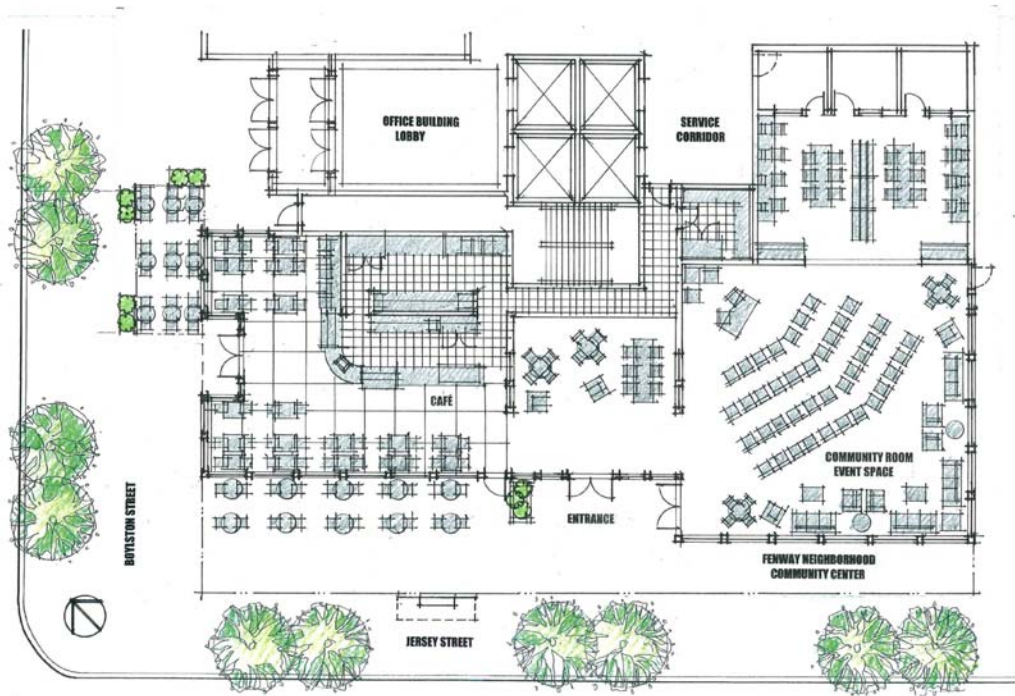 OFFICE BUILDING
LOBBY
SERVICE
CORRIDOR
CAFÉ
COMMUNITY ROOM
EVENT SPACE
BOYLSTON STREET
ENTRANCE
FENWAY NEIGHBORHOOD
COMMUNITY CENTER
JERSEY STREET